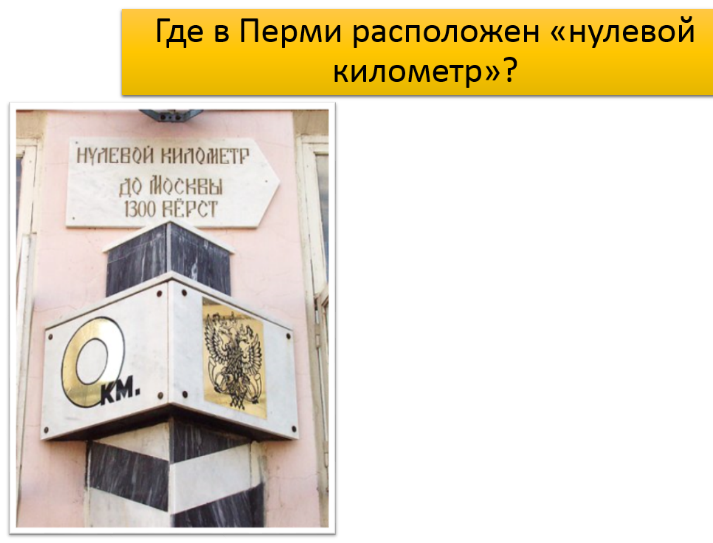 Где в Перми расположен «нулевой
километр»?
НУЛЕВОЙ КИЛОМЕТР
ДО МОСКВЫ
1300 ВЁРСТ
0 КМ.